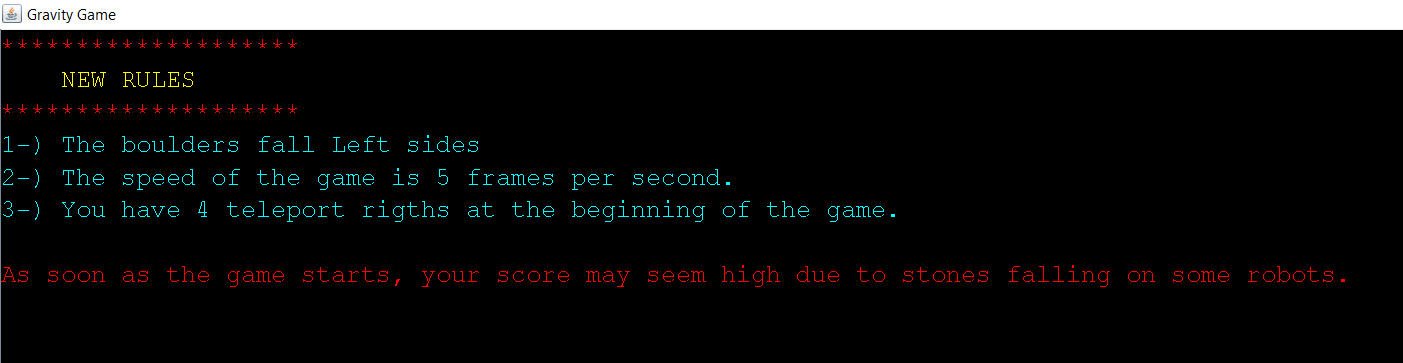 Gravity Game
********************
NEW RULES
********************
1-) The boulders fall Left sides
2-) The speed of the game is 5 frames per second.
3-) You have 4 teleport rigths at the beginning of the game.
As soon as the game starts, your score may seem high due to stones falling on some robots.